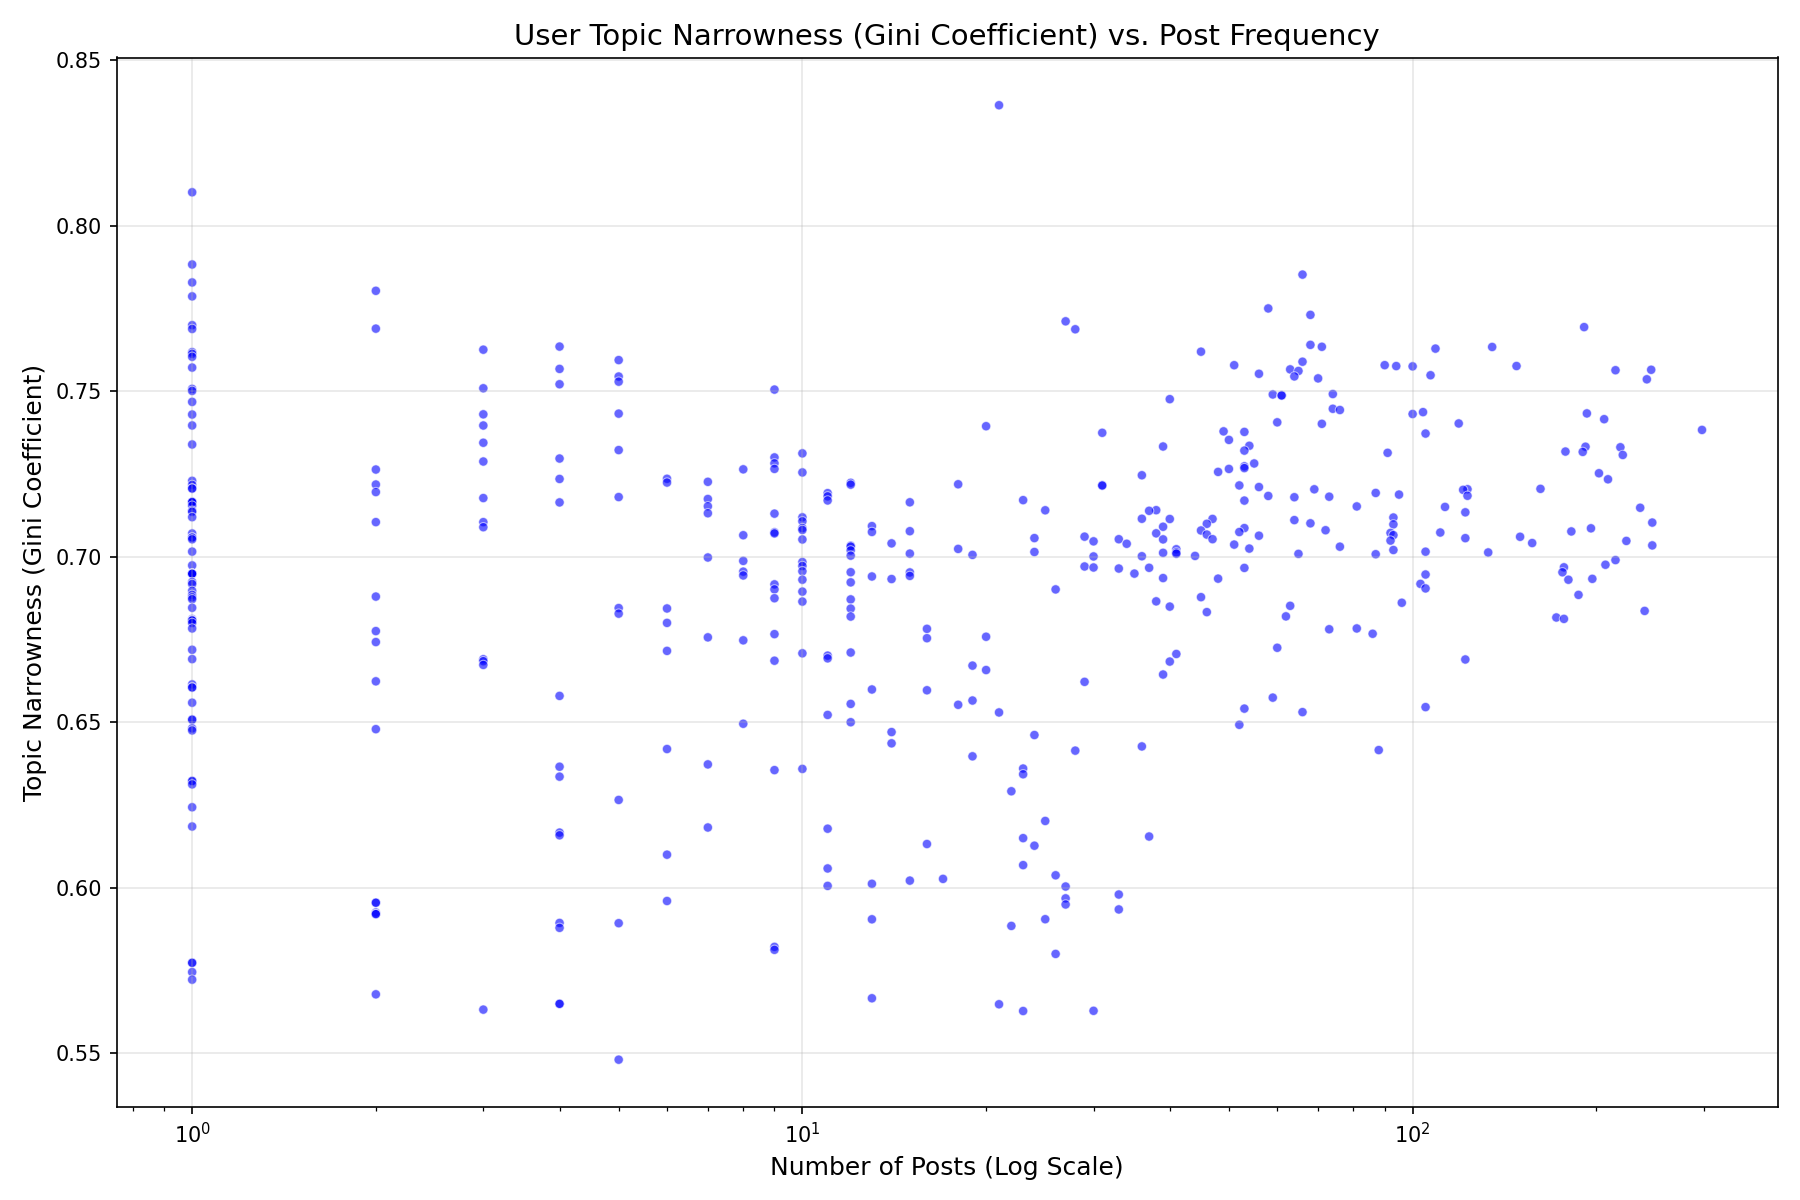 User Topic Narrowness (Gini Coefficient) vs. Post Frequency
0.85
0.80
0.75
0.70
0.65
0.60
0.55
Topic Narrowness (Gini Coefficient)
10⁰ 10¹ 10²
Number of Posts (Log Scale)